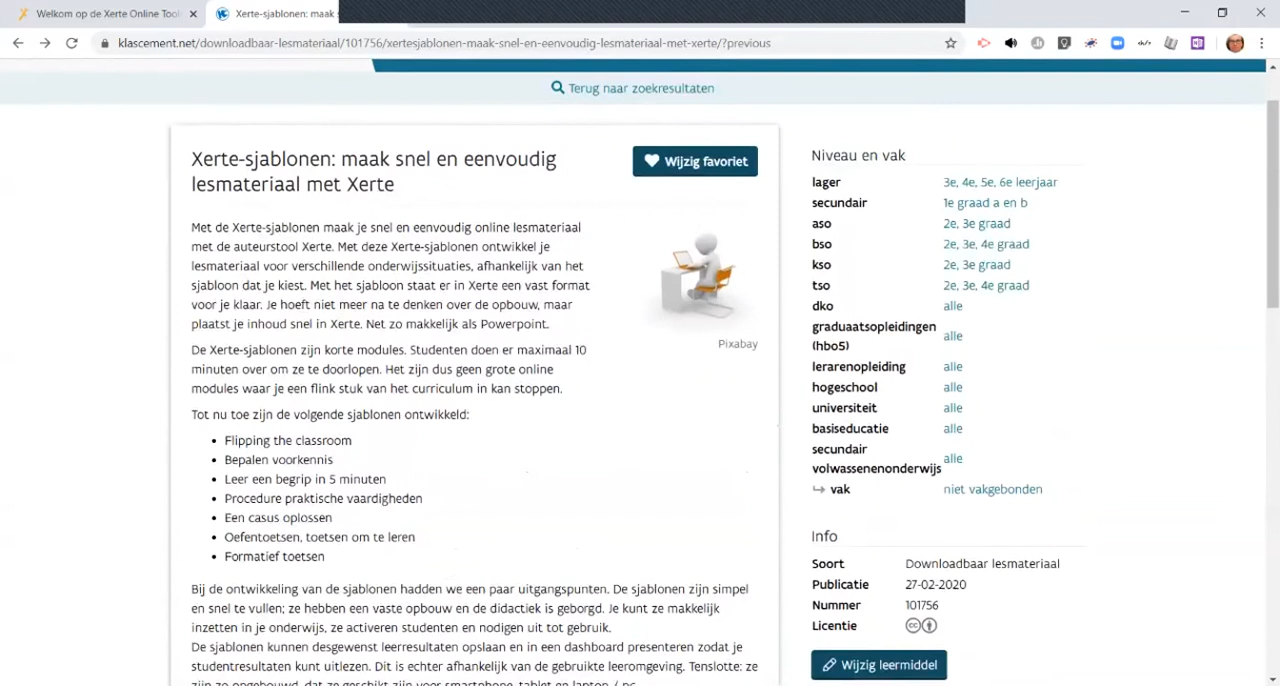 Welkom op de Xerte Online Tool
Xerte-sjablonen: maak s
klascement.net/downloadbaar-lesmateriaal/101756/xertesjablonen-maak-snel-en-eenvoudig-lesmateriaal-met-xerte/?previous
Terug naar zoekresultaten
Xerte-sjablonen: maak snel en eenvoudig
lesmateriaal met Xerte
Wijzig favoriet
Met de Xerte-sjablonen maak je snel en eenvoudig online lesmateriaal
met de auteurstool Xerte. Met deze Xerte-sjablonen ontwikkel je
lesmateriaal voor verschillende onderwijssituaties, afhankelijk van het
sjabloon dat je kiest. Met het sjabloon staat er in Xerte een vast format
voor je klaar. Je hoeft niet meer na te denken over de opbouw, maar
plaatst je inhoud snel in Xerte. Net zo makkelijk als Powerpoint.
Pixabay
De Xerte-sjablonen zijn korte modules. Studenten doen er maximaal 10
minuten over om ze te doorlopen. Het zijn dus geen grote online
modules waar je een flink stuk van het curriculum in kan stoppen.
Tot nu toe zijn de volgende sjablonen ontwikkeld:
• Flipping the classroom
• Bepalen voorkennis
• Leer een begrip in 5 minuten
• Procedure praktische vaardigheden
• Een casus oplossen
• Oefentoetsen, toetsen om te leren
• Formatief toetsen
Bij de ontwikkeling van de sjablonen hadden we een paar uitgangspunten. De sjablonen zijn simpel
en snel te vullen; ze hebben een vaste opbouw en de didactiek is geborgd. Je kunt ze makkelijk
inzetten in je onderwijs, ze activeren studenten en nodigen uit tot gebruik.
De sjablonen kunnen desgewenst leerresultaten opslaan en in een dashboard presenteren zodat je
studentresultaten kunt uitlezen. Dit is echter afhankelijk van de gebruikte leeromgeving. Tenslotte: ze
zijn zo opgebouwd, dat ze geschikt zijn voor smartphone, tablet en laptop / pc.
Niveau en vak
lager 3e, 4e, 5e, 6e leerjaar
secundair 1e graad a en b
aso 2e, 3e graad
bso 2e, 3e, 4e graad
kso 2e, 3e graad
tso 2e, 3e, 4e graad
dko alle
graduaatsopleidingen
(hbo5) alle
lerarenopleiding alle
hogeschool alle
universiteit alle
basiseducatie alle
secundair
volwassenenonderwijs alle
vak niet vakgebonden
Info
Soort Downloadbaar lesmateriaal
Publicatie 27-02-2020
Nummer 101756
Licentie
Wijzig leermiddel